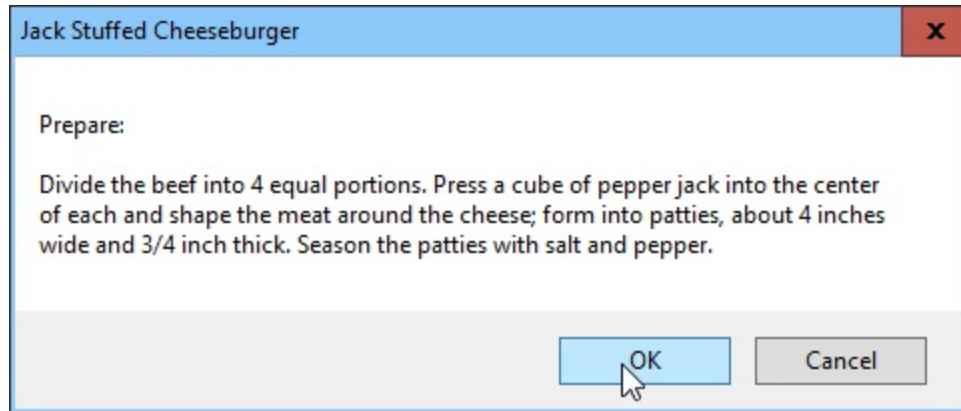 Jack Stuffed Cheeseburger
Prepare:
Divide the beef into 4 equal portions. Press a cube of pepper jack into the center
of each and shape the meat around the cheese; form into patties, about 4 inches
wide and 3/4 inch thick. Season the patties with salt and pepper.
OK
Cancel